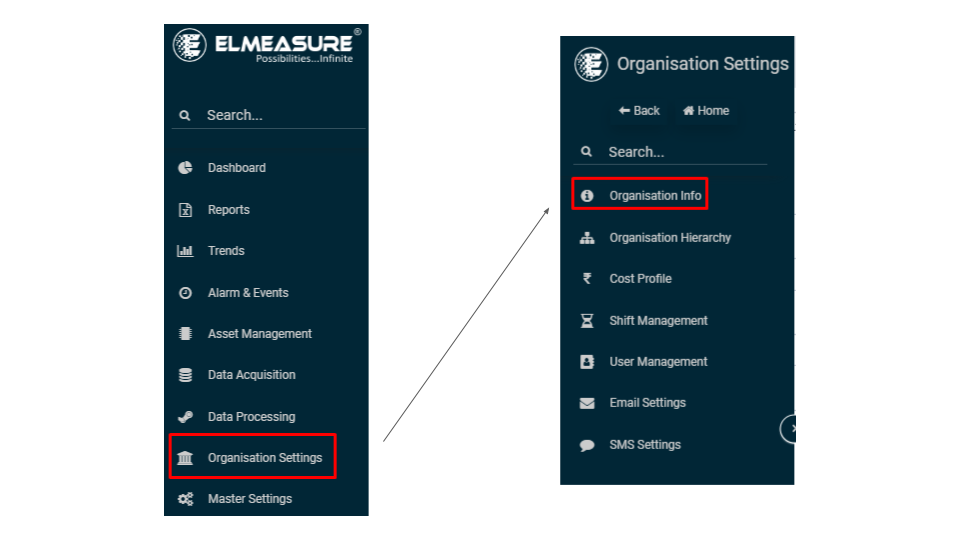 ELMEASURE®
Possibilities...Infinite
Search...
Dashboard
Reports
Trends
Alarm & Events
Asset Management
Data Acquisition
Data Processing
Organisation Settings
Master Settings
Organisation Settings
Back Home
Search...
Organisation Info
Organisation Hierarchy
Cost Profile
Shift Management
User Management
Email Settings
SMS Settings